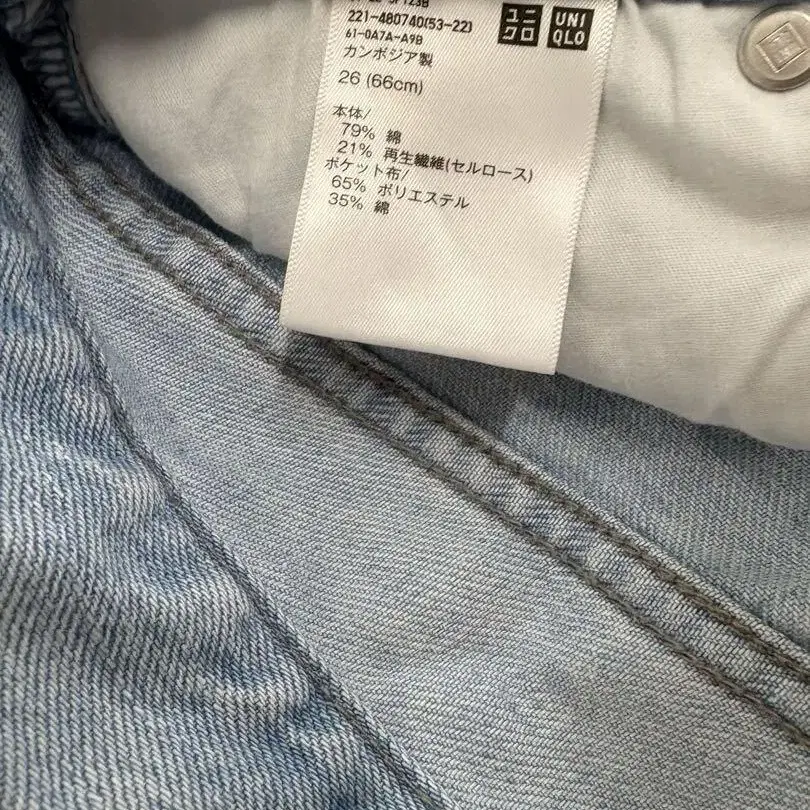 221-480740(53-22)
61-0A7A-A9B
カンボジア製
26 (66cm)
本体/
79% 綿
21% 再生繊維(セルロース)
ポケット布/
65% ポリエステル
35% 綿
ユニ
クロ
UNI
QLO